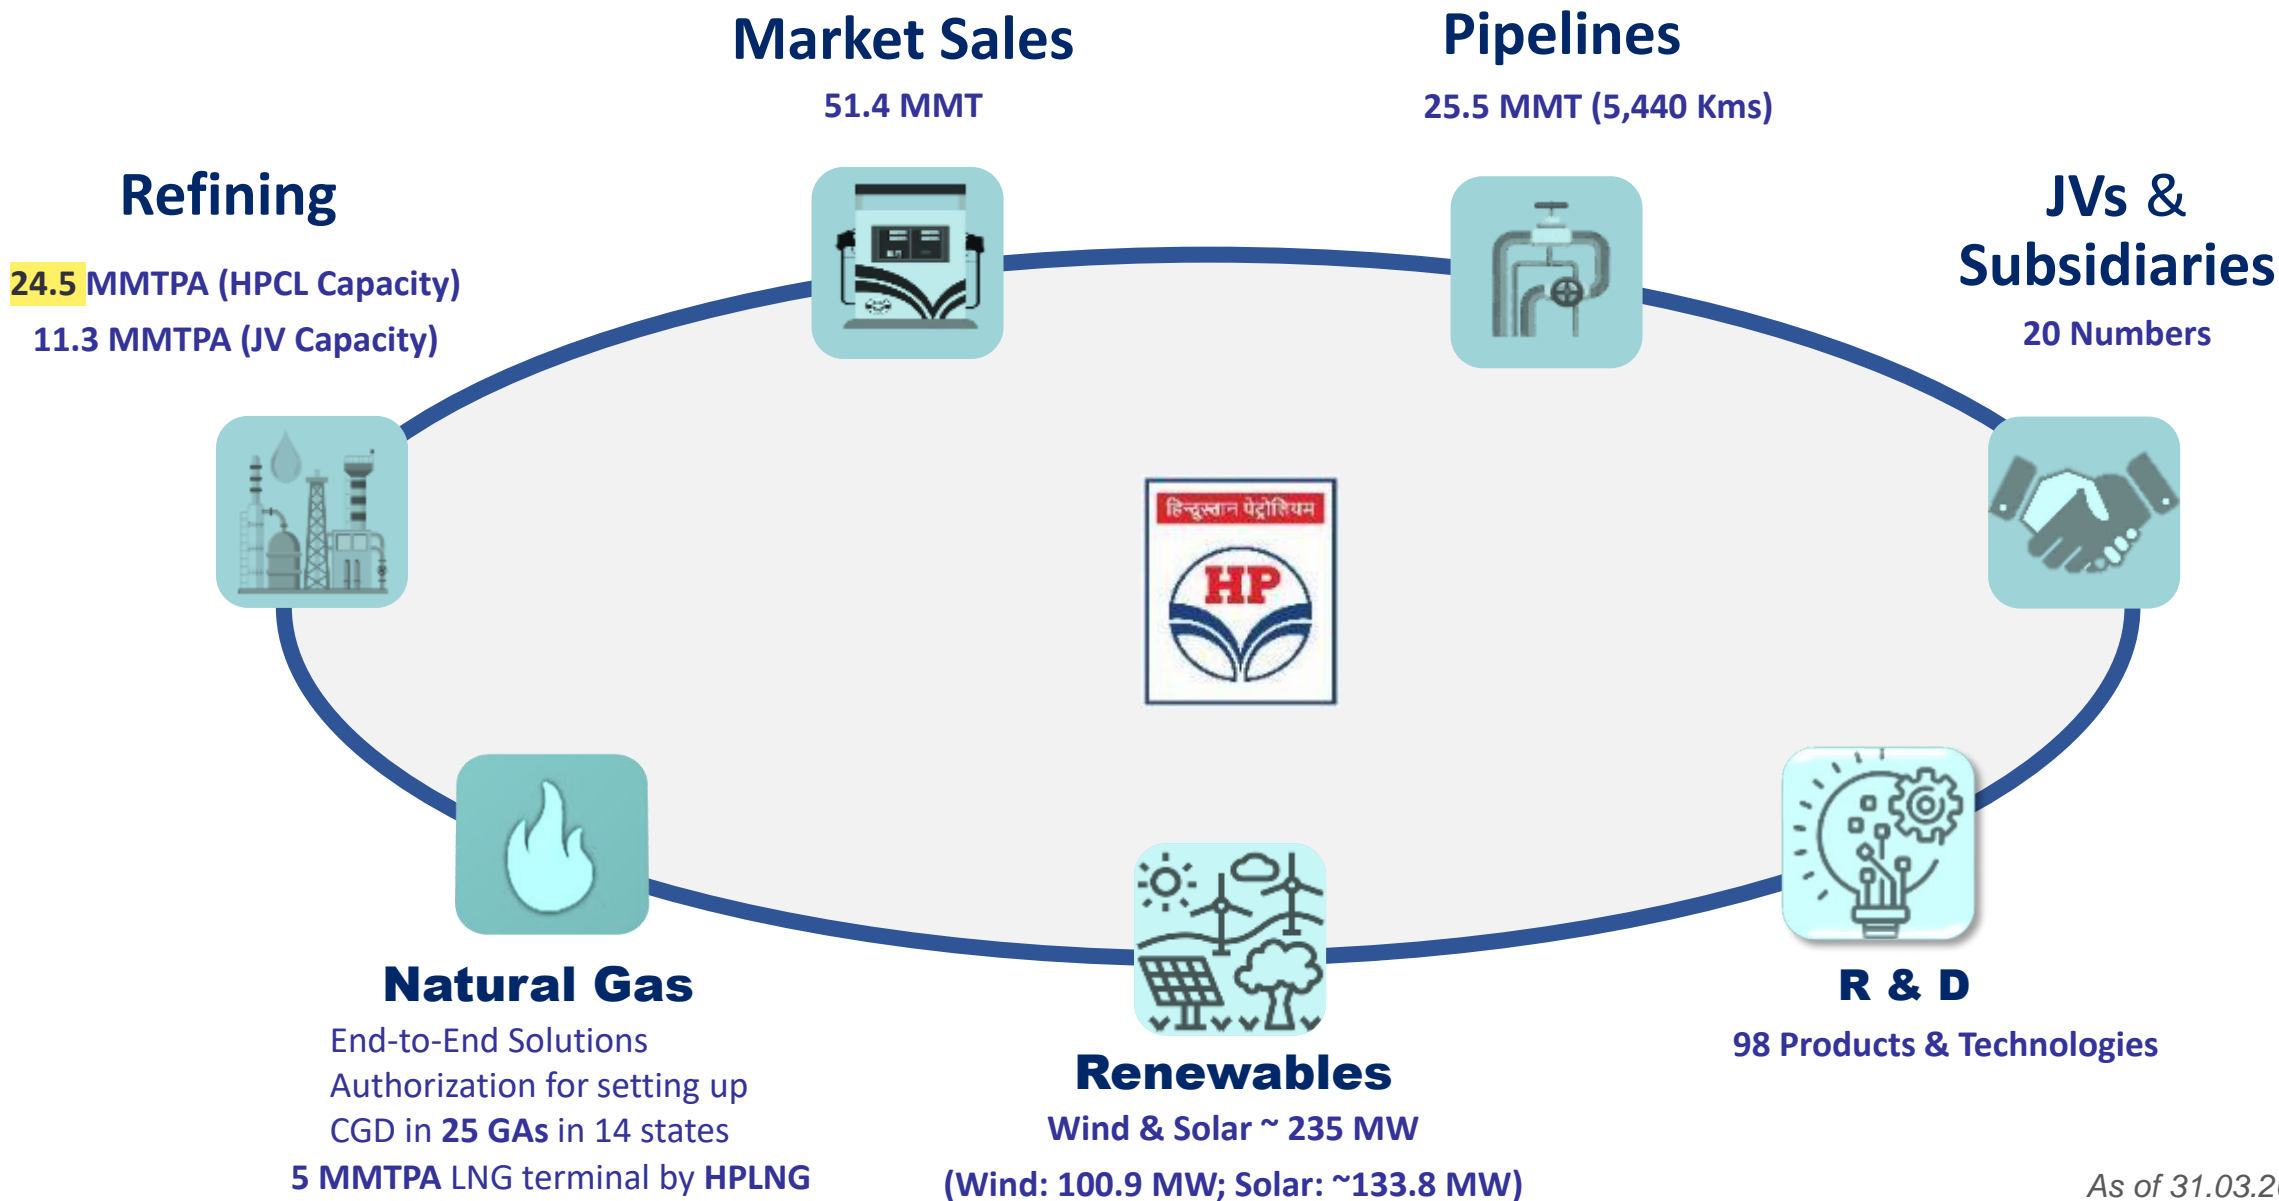 Market Sales
51.4 MMT
Pipelines
25.5 MMT (5,440 Kms)
Refining
24.5 MMTPA (HPCL Capacity)
11.3 MMTPA (JV Capacity)
JVs &
Subsidiaries
20 Numbers
हिन्दुस्तान पेट्रोलियम
HP
Natural Gas
End-to-End Solutions
Authorization for setting up
CGD in 25 GAs in 14 states
5 MMTPA LNG terminal by HPLNG
Renewables
Wind & Solar ~ 235 MW
(Wind: 100.9 MW; Solar: ~133.8 MW)
R & D
98 Products & Technologies
As of 31.03.20